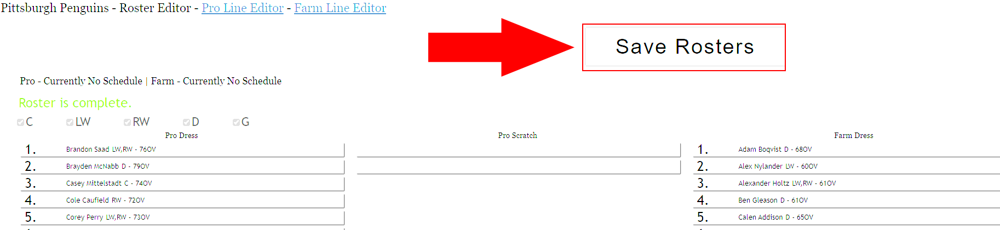 Pittsburgh Penguins - Roster Editor - Pro Line Editor - Farm Line Editor
Save Rosters
Pro - Currently No Schedule | Farm - Currently No Schedule
Roster is complete.
C LW RW D G
Pro Dress Pro Scratch Farm Dress
1. Brandon Saad LW,RW - 76OV 1. Adam Boqvist D - 68OV
2. Brayden McNabb D - 79OV 2. Alex Nylander LW - 60OV
3. Casey Mittelstadt C - 74OV 3. Alexander Holtz LW,RW - 61OV
4. Cole Caufield RW - 72OV 4. Ben Gleason D - 61OV
5. Corey Perry LW,RW - 73OV 5. Calen Addison D - 65OV